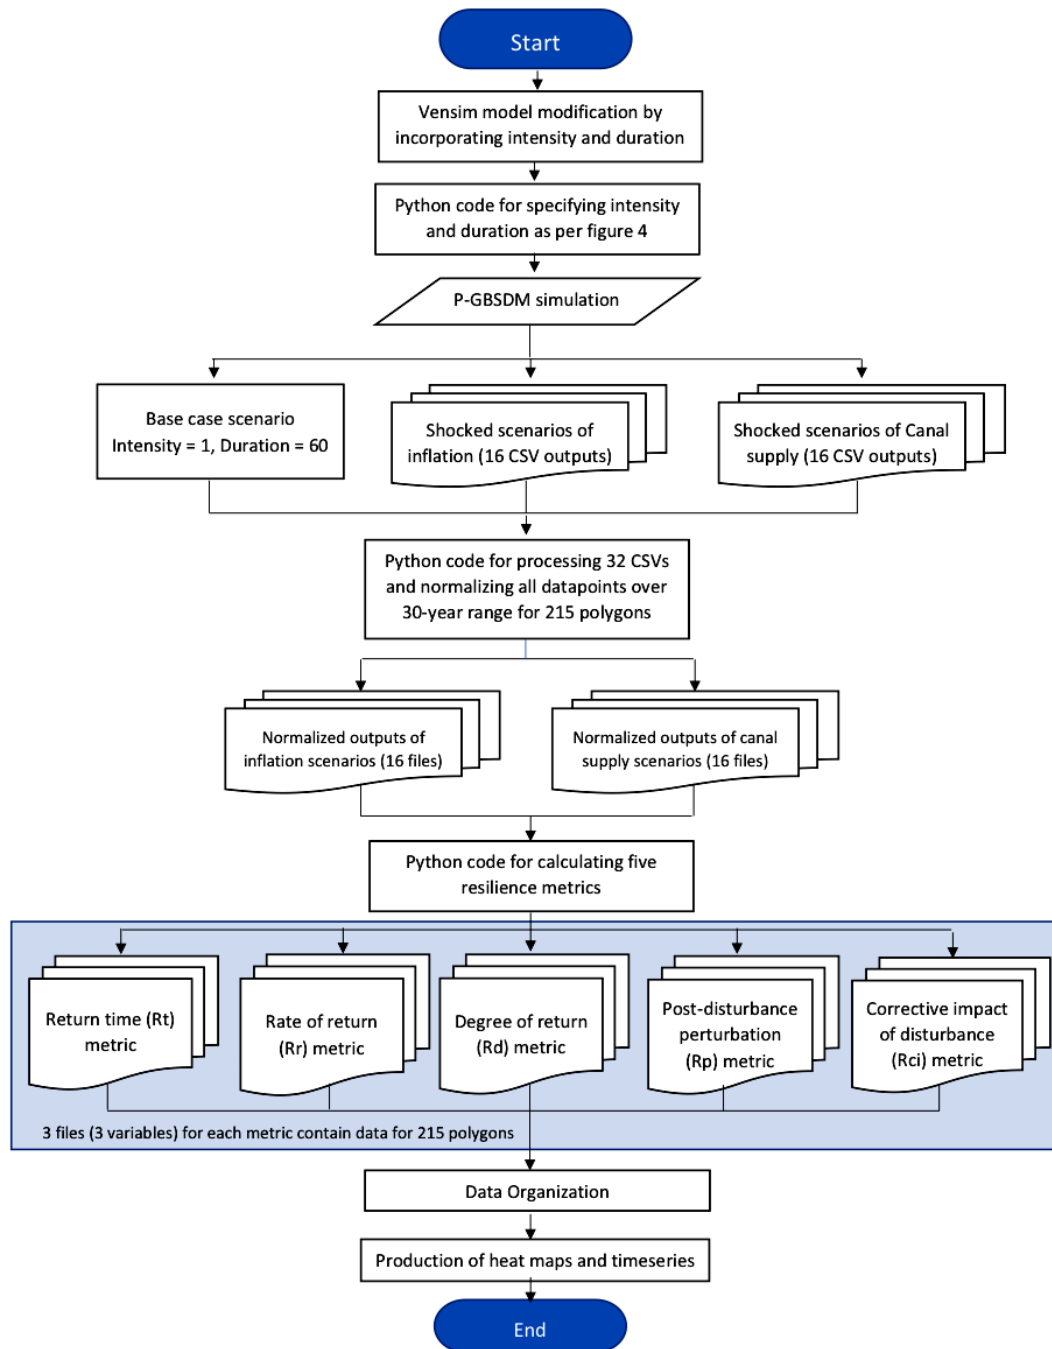 Start
Vensim model modification by
incorporating intensity and duration
Python code for specifying intensity
and duration as per figure 4
P-GBSDM simulation
Base case scenario
Intensity = 1, Duration = 60
Shocked scenarios of
inflation (16 CSV outputs)
Shocked scenarios of Canal
supply (16 CSV outputs)
Python code for processing 32 CSVs
and normalizing all datapoints over
30-year range for 215 polygons
Normalized outputs of
inflation scenarios (16 files)
Normalized outputs of canal
supply scenarios (16 files)
Python code for calculating five
resilience metrics
Return time (Rt)
metric
Rate of return
(Rr) metric
Degree of return
(Rd) metric
Post-disturbance
perturbation
(Rp) metric
Corrective impact
of disturbance
(Rci) metric
3 files (3 variables) for each metric contain data for 215 polygons
Data Organization
Production of heat maps and timeseries
End